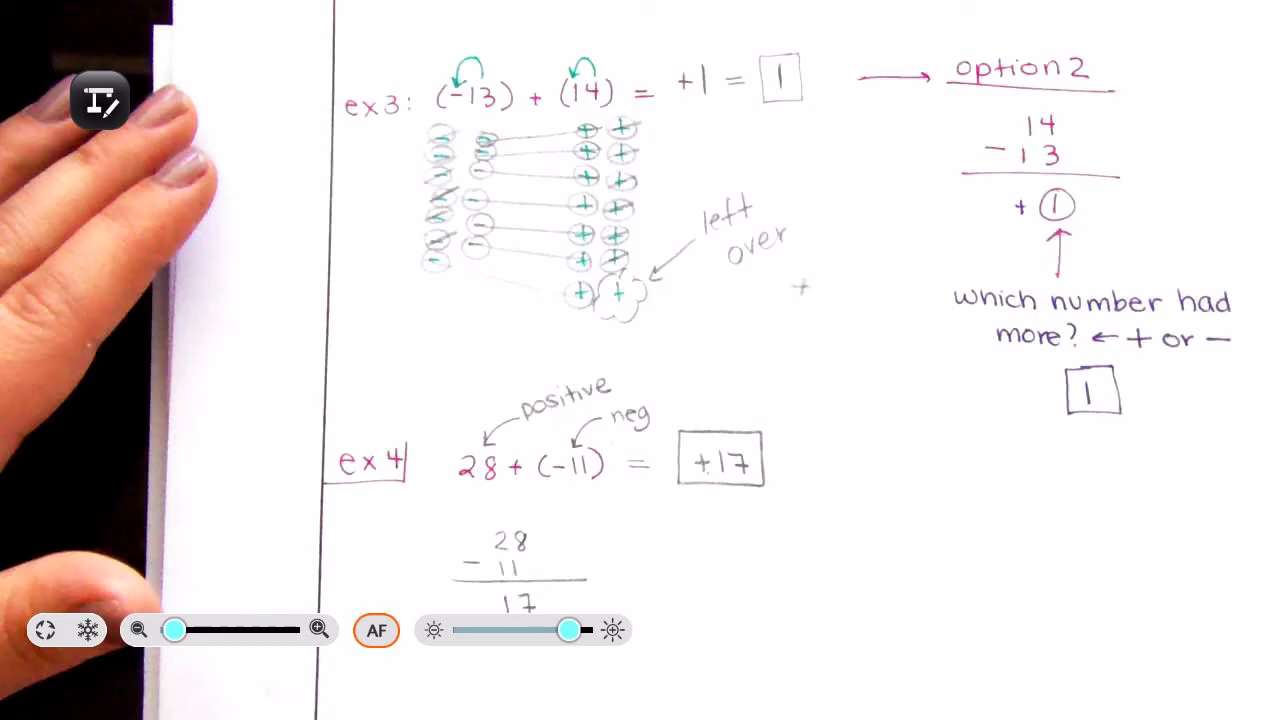 ex3: (-13) + (14) = +1 = 1
left
over
+
→ option 2
14
- 13
+ 1
which number had
more? ← + or -
1
positive
neg
ex 4 28 + (-11) = +17
28
- 11
17
AF